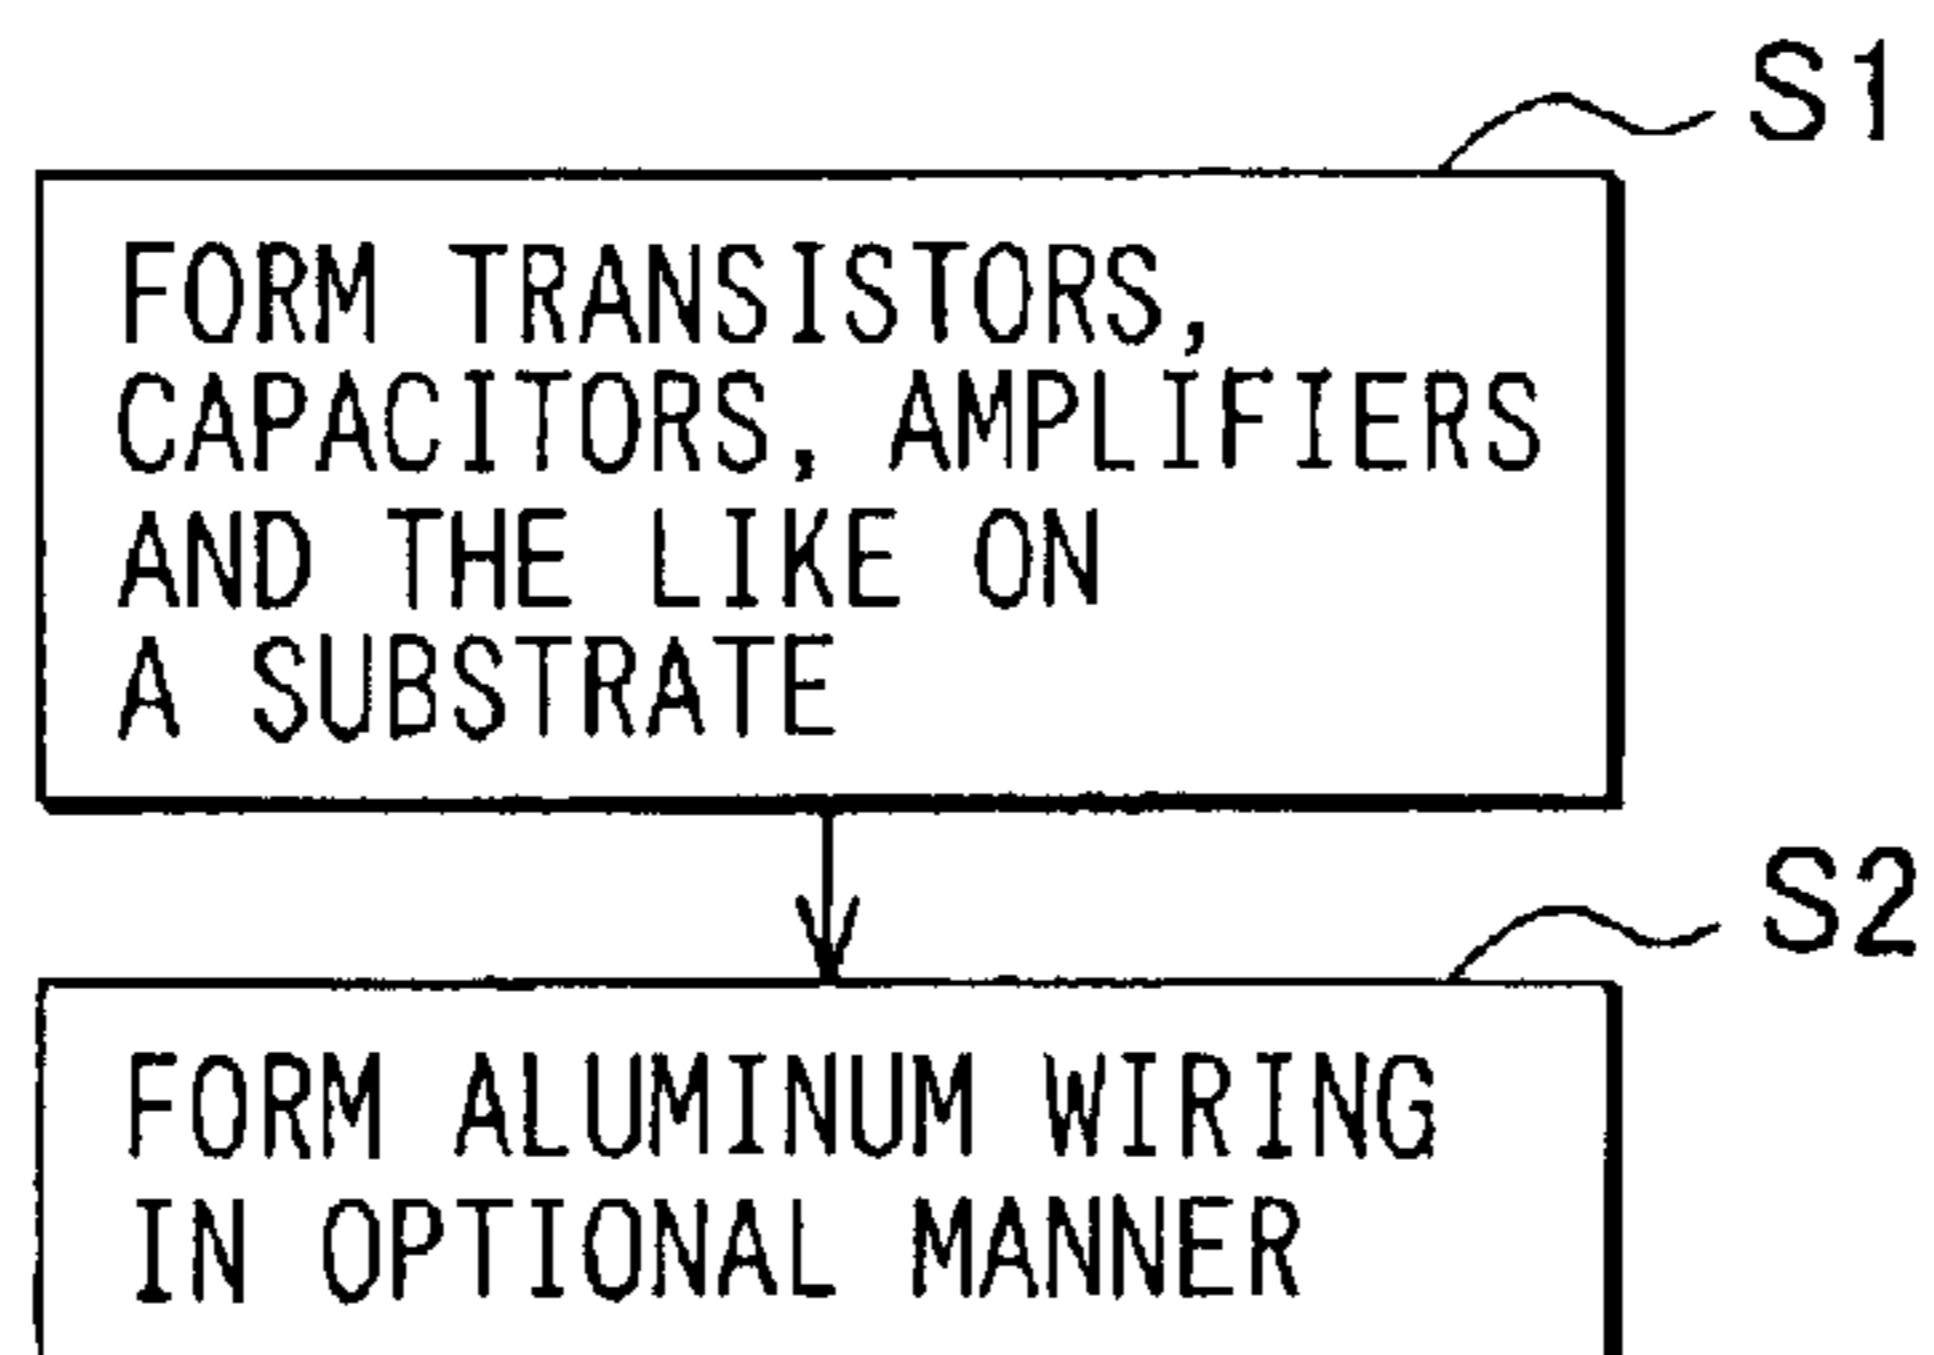 S1
FORM TRANSISTORS,
CAPACITORS, AMPLIFIERS
AND THE LIKE ON
A SUBSTRATE
S2
FORM ALUMINUM WIRING
IN OPTIONAL MANNER